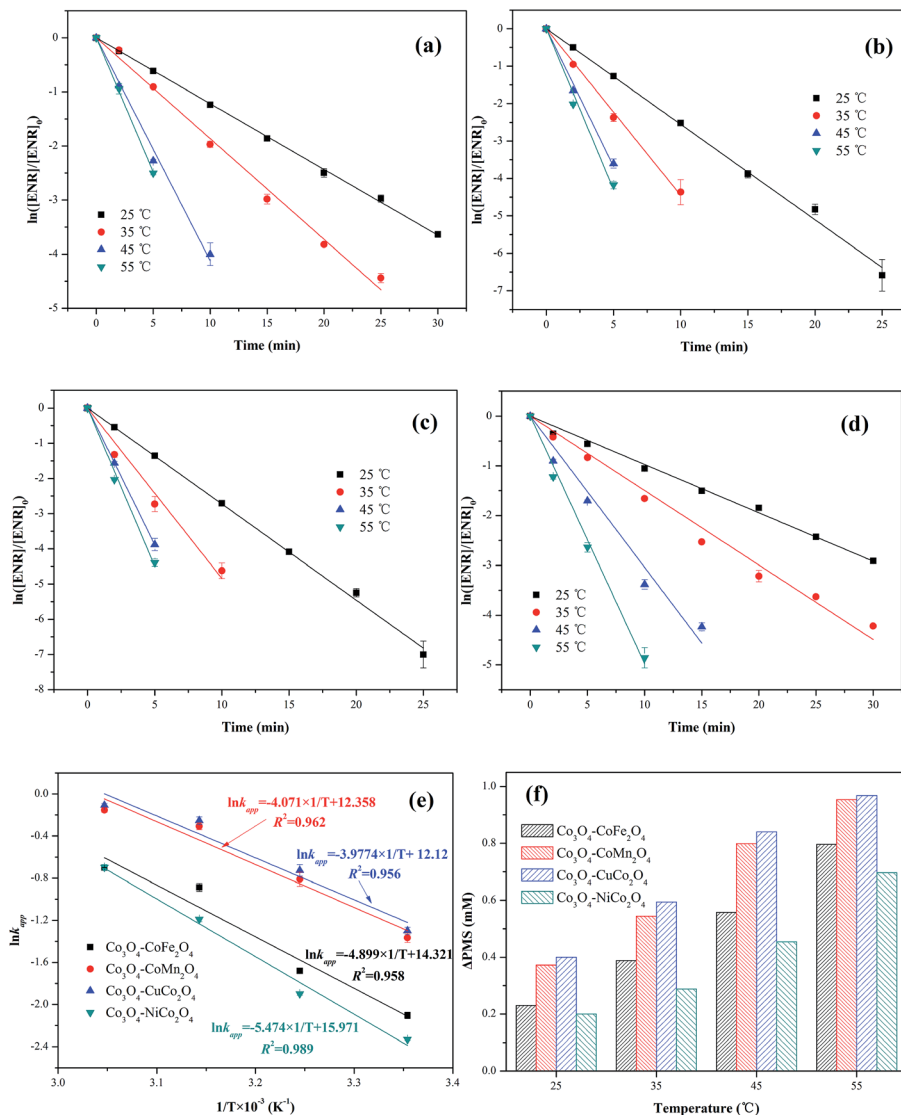 (a)
0
-1
-2
-3
-4
-5
ln([ENR]/[ENR]₀)
25 ℃
35 ℃
45 ℃
55 ℃
0 5 10 15 20 25 30
Time (min)
(b)
0
-1
-2
-3
-4
-5
-6
-7
ln([ENR]/[ENR]₀)
25 ℃
35 ℃
45 ℃
55 ℃
0 5 10 15 20 25
Time (min)
(c)
0
-1
-2
-3
-4
-5
-6
-7
-8
ln([ENR]/[ENR]₀)
25 ℃
35 ℃
45 ℃
55 ℃
0 5 10 15 20 25
Time (min)
(d)
0
-1
-2
-3
-4
-5
ln([ENR]/[ENR]₀)
25 ℃
35 ℃
45 ℃
55 ℃
0 5 10 15 20 25 30
Time (min)
(e)
0.0
-0.4
-0.8
-1.2
-1.6
-2.0
-2.4
lnk_app
lnk_app=-4.071×1/T+12.358
R²=0.962
lnk_app=-3.9774×1/T+ 12.12
R²=0.956
lnk_app=-4.899×1/T+14.321
R²=0.958
lnk_app=-5.474×1/T+15.971
R²=0.989
Co₃O₄-CoFe₂O₄
Co₃O₄-CoMn₂O₄
Co₃O₄-CuCo₂O₄
Co₃O₄-NiCo₂O₄
3.0 3.1 3.2 3.3 3.4
1/T×10⁻³ (K⁻¹)
(f)
1.0
0.8
0.6
0.4
0.2
0.0
ΔPMS (mM)
Co₃O₄-CoFe₂O₄
Co₃O₄-CoMn₂O₄
Co₃O₄-CuCo₂O₄
Co₃O₄-NiCo₂O₄
25 35 45 55
Temperature (℃)